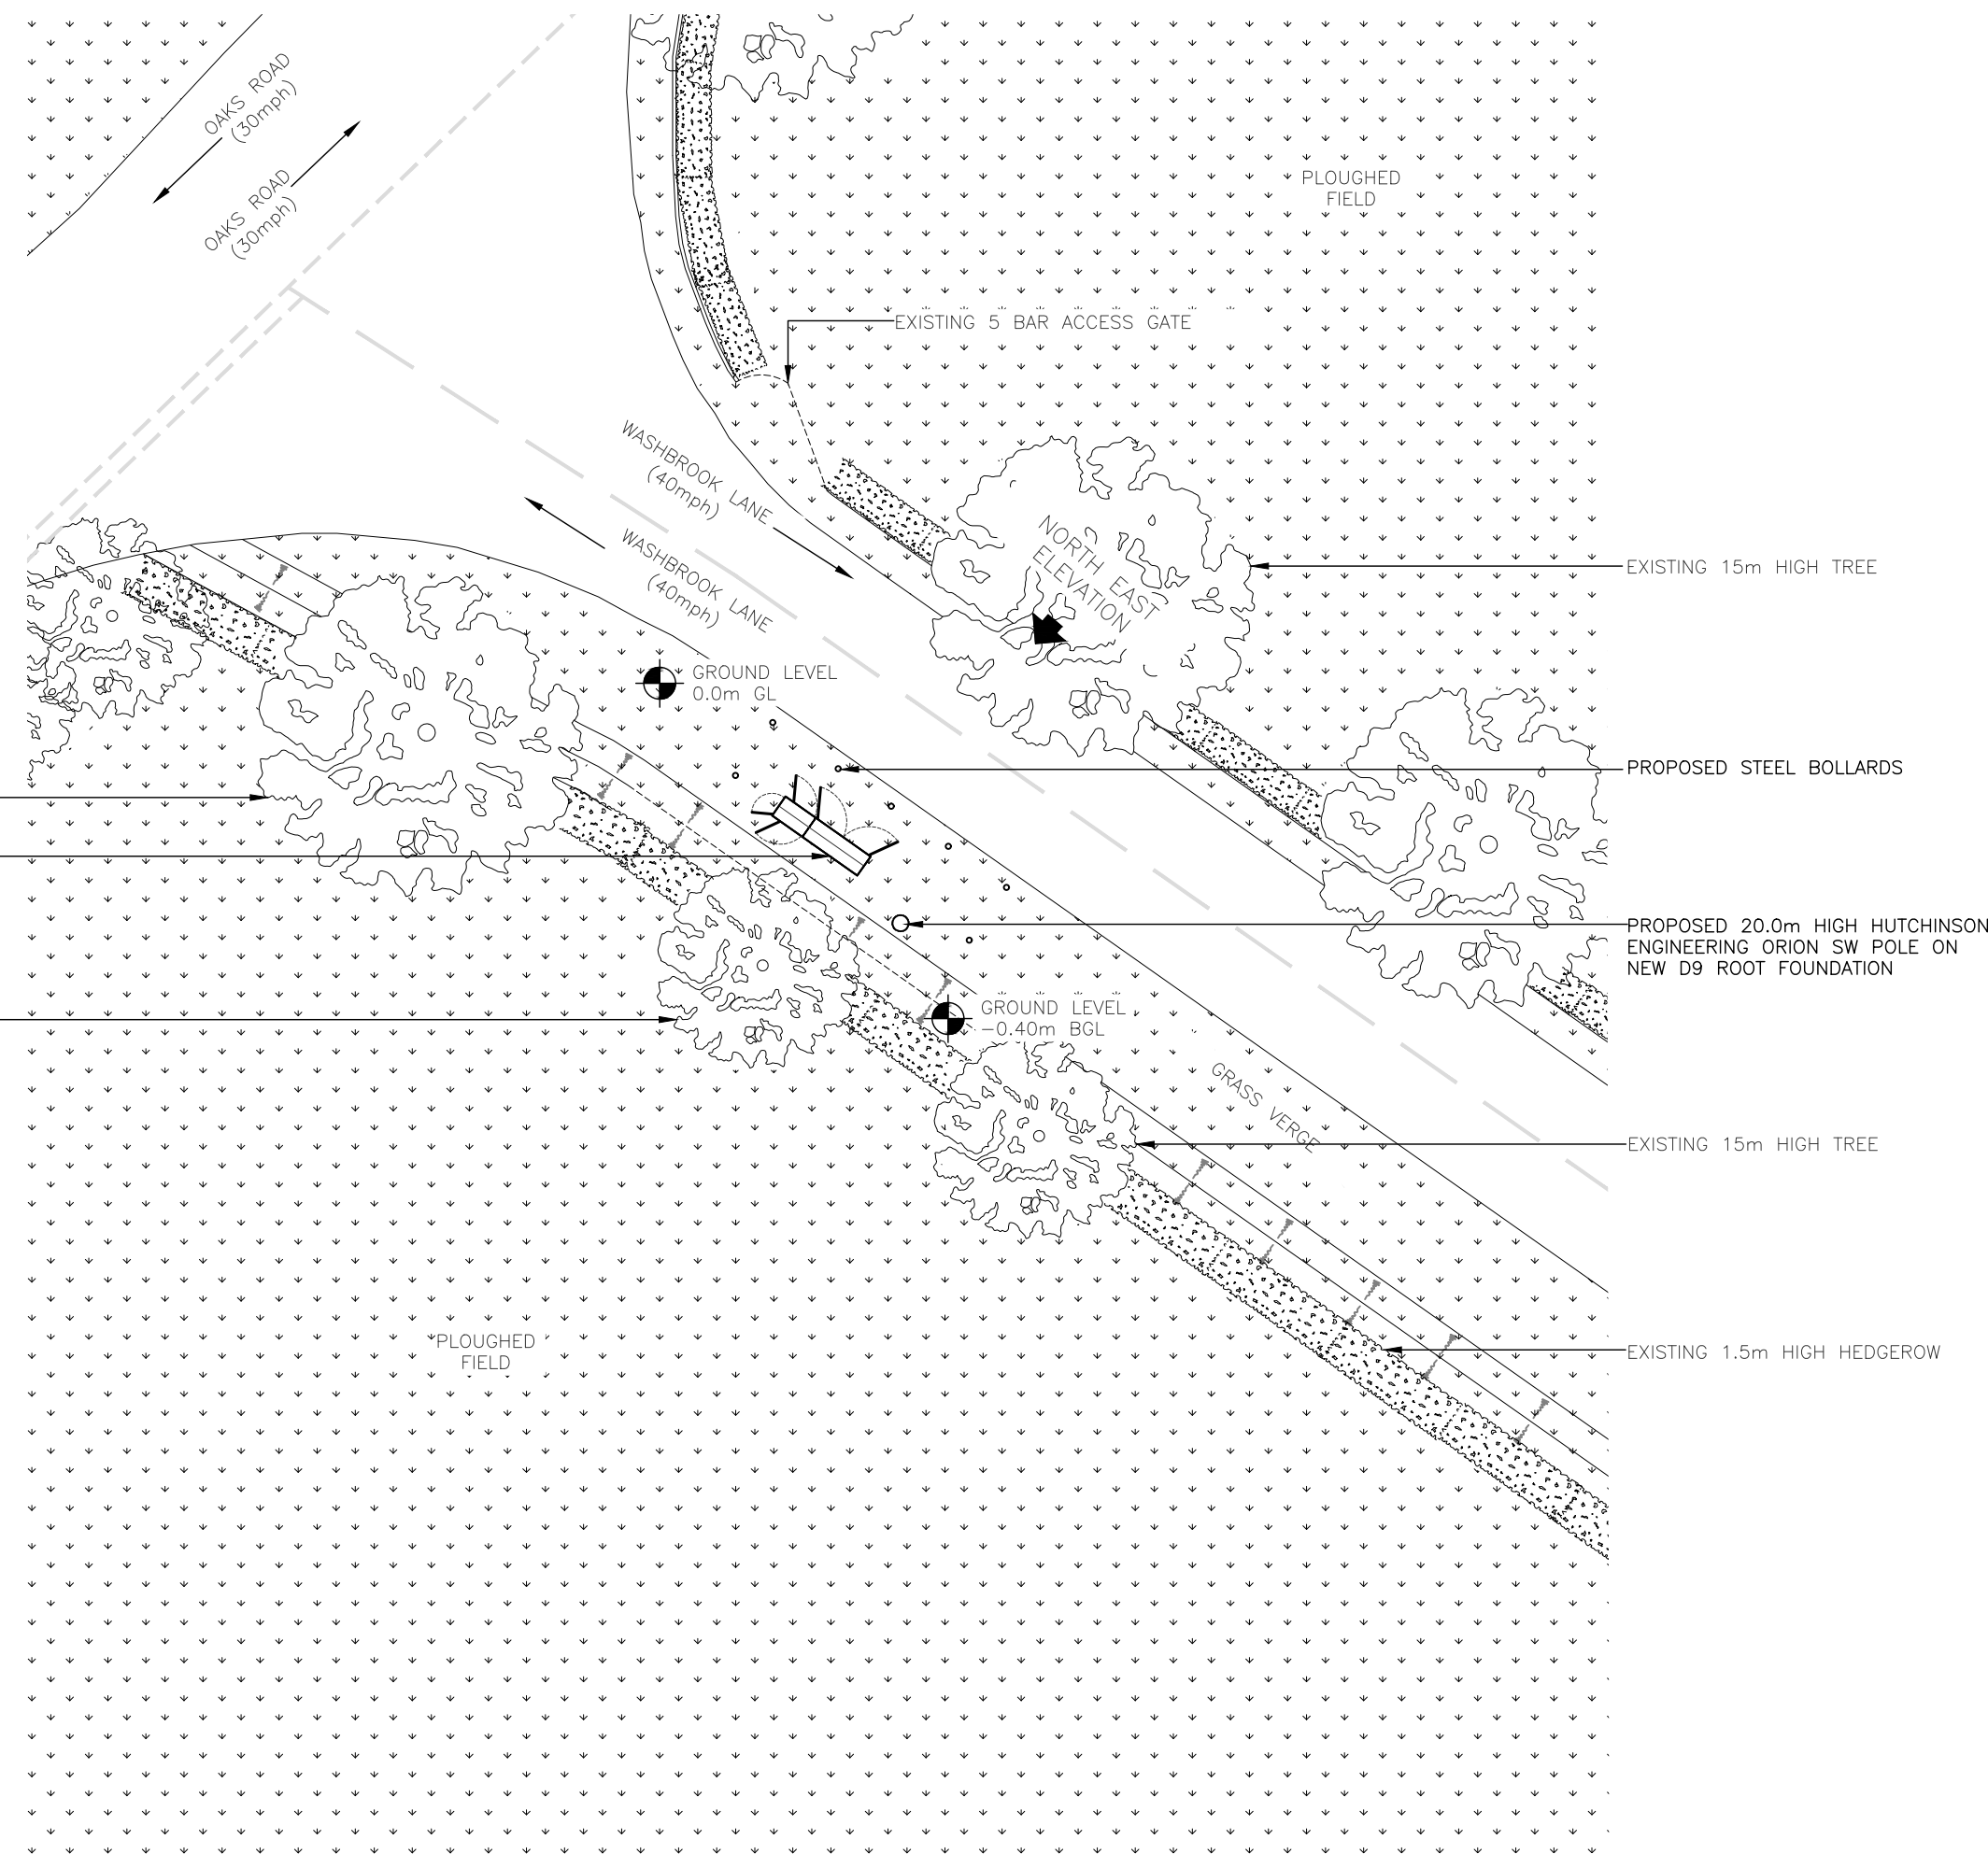 OAKS ROAD
(30mph)
OAKS ROAD
(30mph)
PLOUGHED
FIELD
EXISTING 5 BAR ACCESS GATE
WASHBROOK LANE
(40mph)
WASHBROOK LANE
(40mph)
NORTH EAST
ELEVATION
EXISTING 15m HIGH TREE
GROUND LEVEL
0.0m GL
PROPOSED STEEL BOLLARDS
PROPOSED 20.0m HIGH HUTCHINSON
ENGINEERING ORION SW POLE ON
NEW D9 ROOT FOUNDATION
GROUND LEVEL
-0.40m BGL
GRASS VERGE
EXISTING 15m HIGH TREE
PLOUGHED
FIELD
EXISTING 1.5m HIGH HEDGEROW